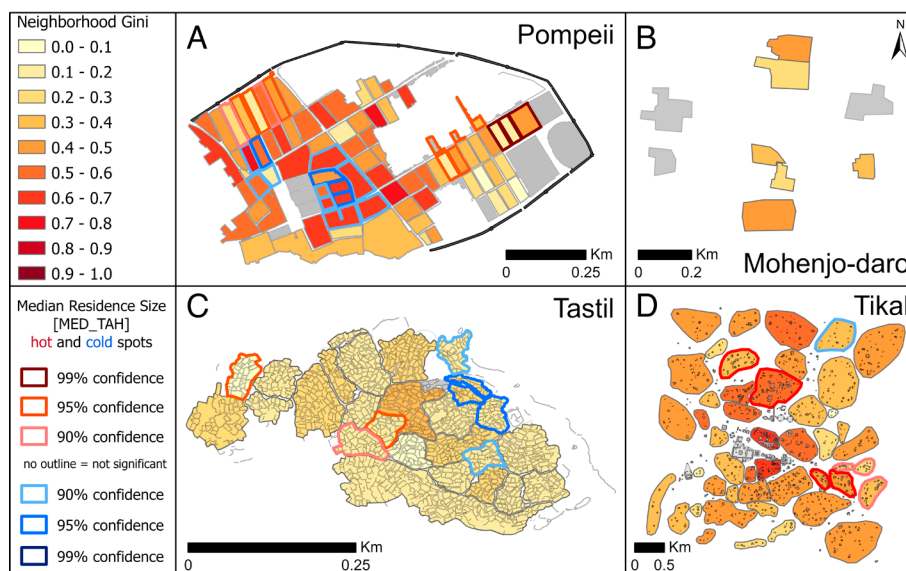 Neighborhood Gini
0.0 - 0.1
0.1 - 0.2
0.2 - 0.3
0.3 - 0.4
0.4 - 0.5
0.5 - 0.6
0.6 - 0.7
0.7 - 0.8
0.8 - 0.9
0.9 - 1.0
Median Residence Size
[MED_TAH]
hot and cold spots
99% confidence
95% confidence
90% confidence
no outline = not significant
90% confidence
95% confidence
99% confidence
A
Pompeii
Km
0
0.25
B
N
Km
0
0.2
Mohenjo-daro
C
Tastil
Km
0
0.25
D
Tikal
Km
0 0.5